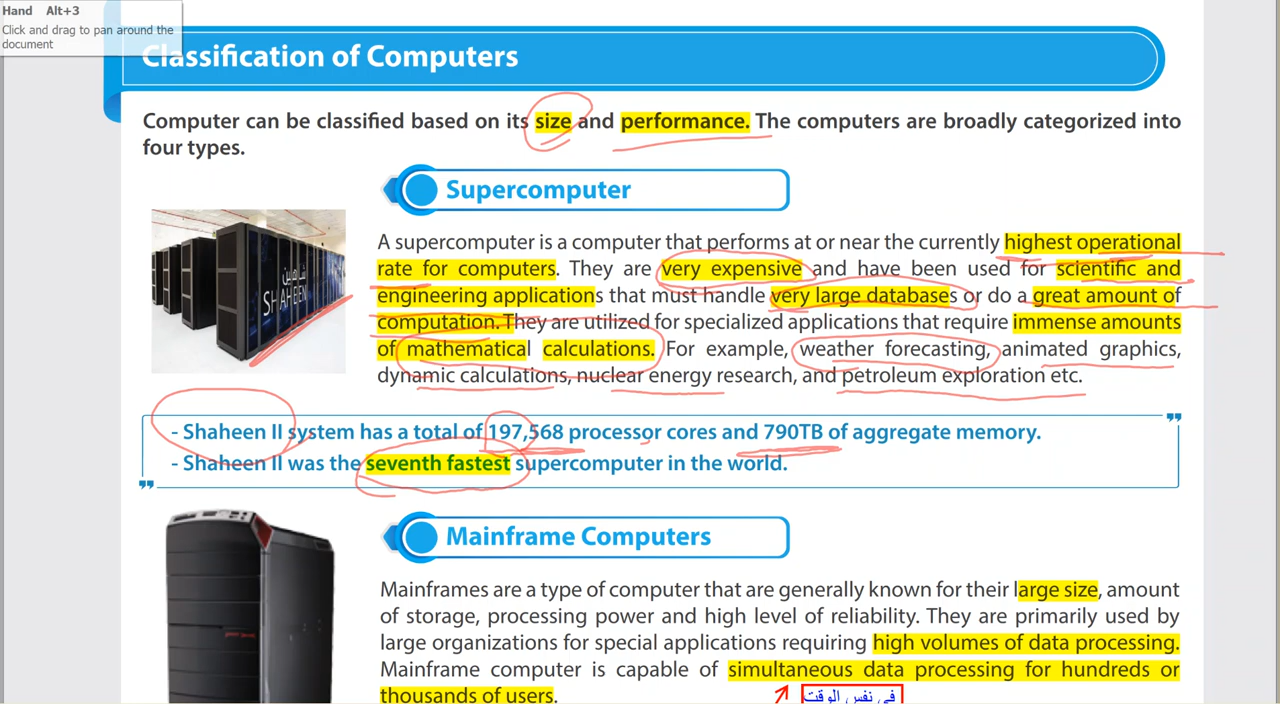 Hand Alt+3
Click and drag to pan around the
document
Classification of Computers
Computer can be classified based on its size and performance. The computers are broadly categorized into
four types.
Supercomputer
شاهين
SHAHEEN
A supercomputer is a computer that performs at or near the currently highest operational
rate for computers. They are very expensive and have been used for scientific and
engineering applications that must handle very large databases or do a great amount of
computation. They are utilized for specialized applications that require immense amounts
of mathematical calculations. For example, weather forecasting, animated graphics,
dynamic calculations, nuclear energy research, and petroleum exploration etc.
- Shaheen II system has a total of 197,568 processor cores and 790TB of aggregate memory.
- Shaheen II was the seventh fastest supercomputer in the world.
Mainframe Computers
Mainframes are a type of computer that are generally known for their large size, amount
of storage, processing power and high level of reliability. They are primarily used by
large organizations for special applications requiring high volumes of data processing.
Mainframe computer is capable of simultaneous data processing for hundreds or
thousands of users.
في نفس الوقت